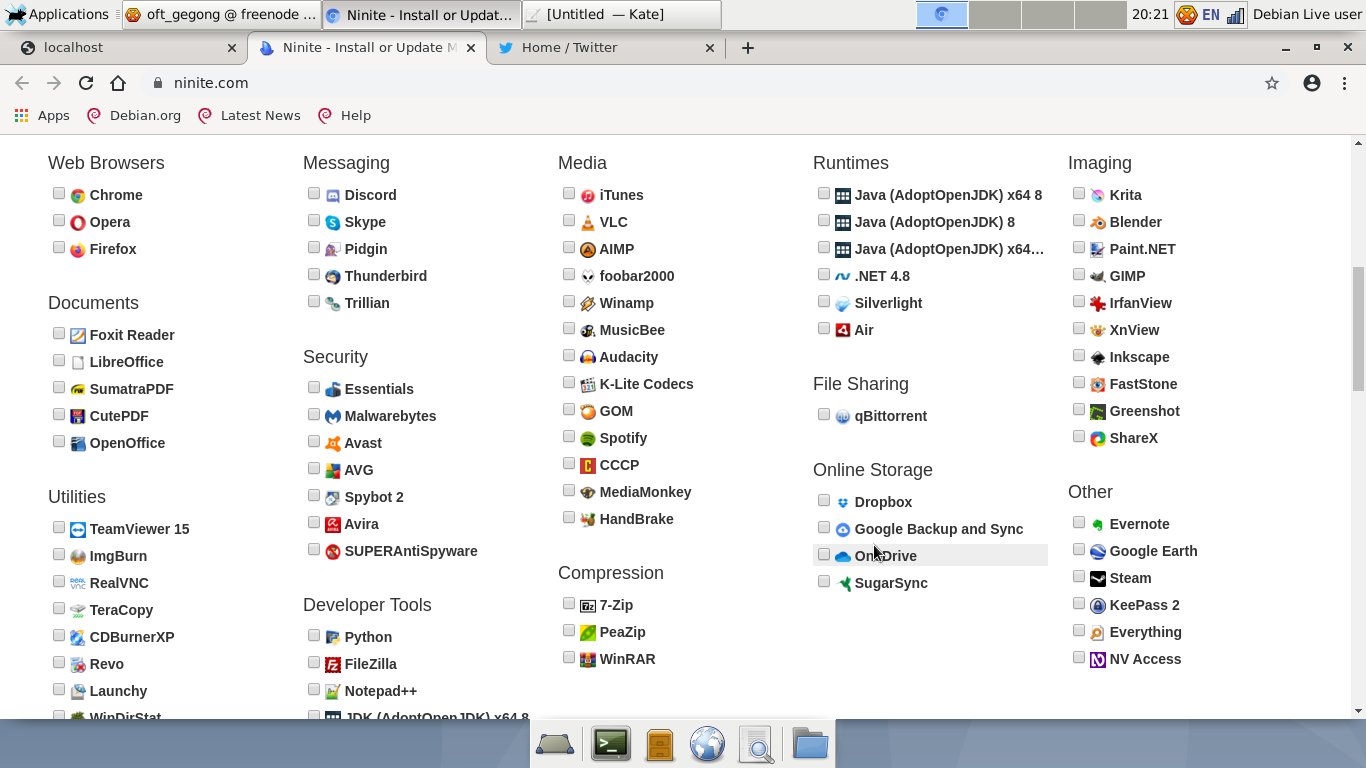 Applications
oft_gegong @ freenode ...
Ninite - Install or Updat...
[Untitled — Kate]
20:21
EN
Debian Live user
localhost
Ninite - Install or Update M
Home / Twitter
ninite.com
Apps
Debian.org
Latest News
Help
Web Browsers
Chrome
Opera
Firefox
Documents
Foxit Reader
LibreOffice
SumatraPDF
CutePDF
OpenOffice
Utilities
TeamViewer 15
ImgBurn
RealVNC
TeraCopy
CDBurnerXP
Revo
Launchy
WinDirStat
Messaging
Discord
Skype
Pidgin
Thunderbird
Trillian
Security
Essentials
Malwarebytes
Avast
AVG
Spybot 2
Avira
SUPERAntiSpyware
Developer Tools
Python
FileZilla
Notepad++
JDK (AdoptOpenJDK) x64 8
Media
iTunes
VLC
AIMP
foobar2000
Winamp
MusicBee
Audacity
K-Lite Codecs
GOM
Spotify
CCCP
MediaMonkey
HandBrake
Compression
7-Zip
PeaZip
WinRAR
Runtimes
Java (AdoptOpenJDK) x64 8
Java (AdoptOpenJDK) 8
Java (AdoptOpenJDK) x64...
.NET 4.8
Silverlight
Air
File Sharing
qBittorrent
Online Storage
Dropbox
Google Backup and Sync
OneDrive
SugarSync
Imaging
Krita
Blender
Paint.NET
GIMP
IrfanView
XnView
Inkscape
FastStone
Greenshot
ShareX
Other
Evernote
Google Earth
Steam
KeePass 2
Everything
NV Access